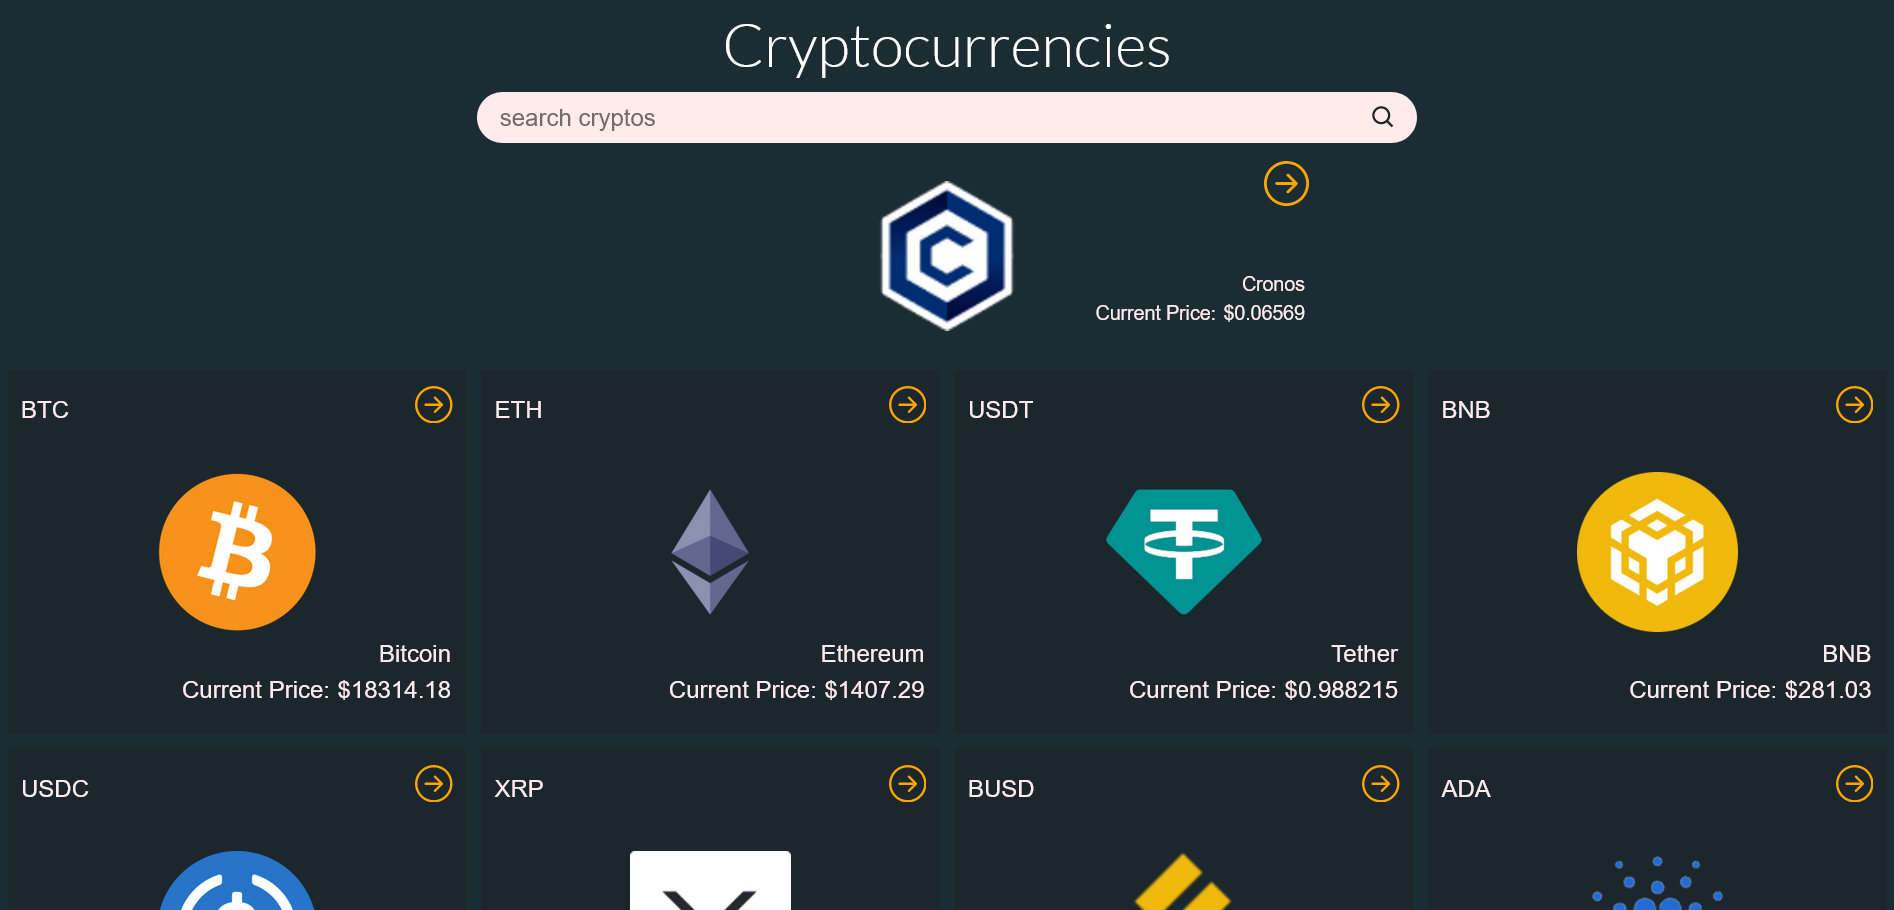 Cryptocurrencies
search cryptos
Cronos
Current Price: $0.06569
BTC
Bitcoin
Current Price: $18314.18
ETH
Ethereum
Current Price: $1407.29
USDT
Tether
Current Price: $0.988215
BNB
BNB
Current Price: $281.03
USDC
XRP
BUSD
ADA